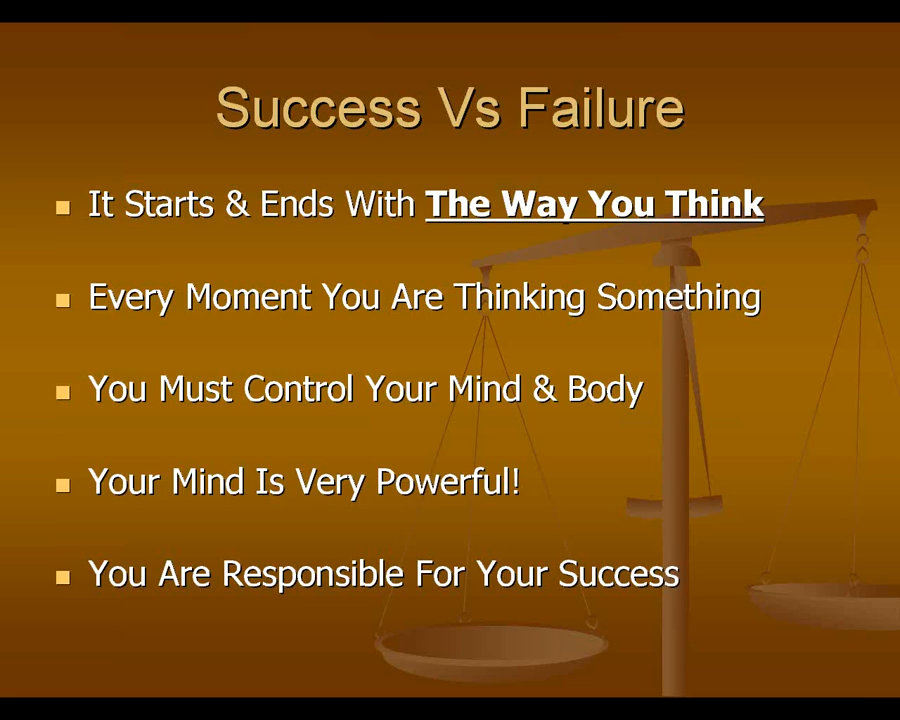 Success Vs Failure
It Starts & Ends With The Way You Think
Every Moment You Are Thinking Something
You Must Control Your Mind & Body
Your Mind Is Very Powerful!
You Are Responsible For Your Success